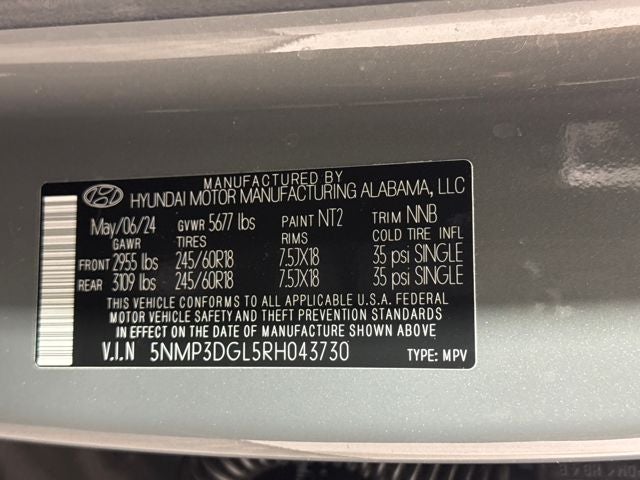 MANUFACTURED BY
HYUNDAI MOTOR MANUFACTURING ALABAMA, LLC
May/06/24 GVWR 5677 lbs PAINT NT2 TRIM NNB
GAWR TIRES RIMS COLD TIRE INFL
FRONT 2955 lbs 245/60R18 7.5JX18 35 psi SINGLE
REAR 3109 lbs 245/60R18 7.5JX18 35 psi SINGLE
THIS VEHICLE CONFORMS TO ALL APPLICABLE U.S.A. FEDERAL
MOTOR VEHICLE SAFETY AND THEFT PREVENTION STANDARDS
IN EFFECT ON THE DATE OF MANUFACTURE SHOWN ABOVE
V.I.N 5NMP3DGL5RH043730 TYPE: MPV